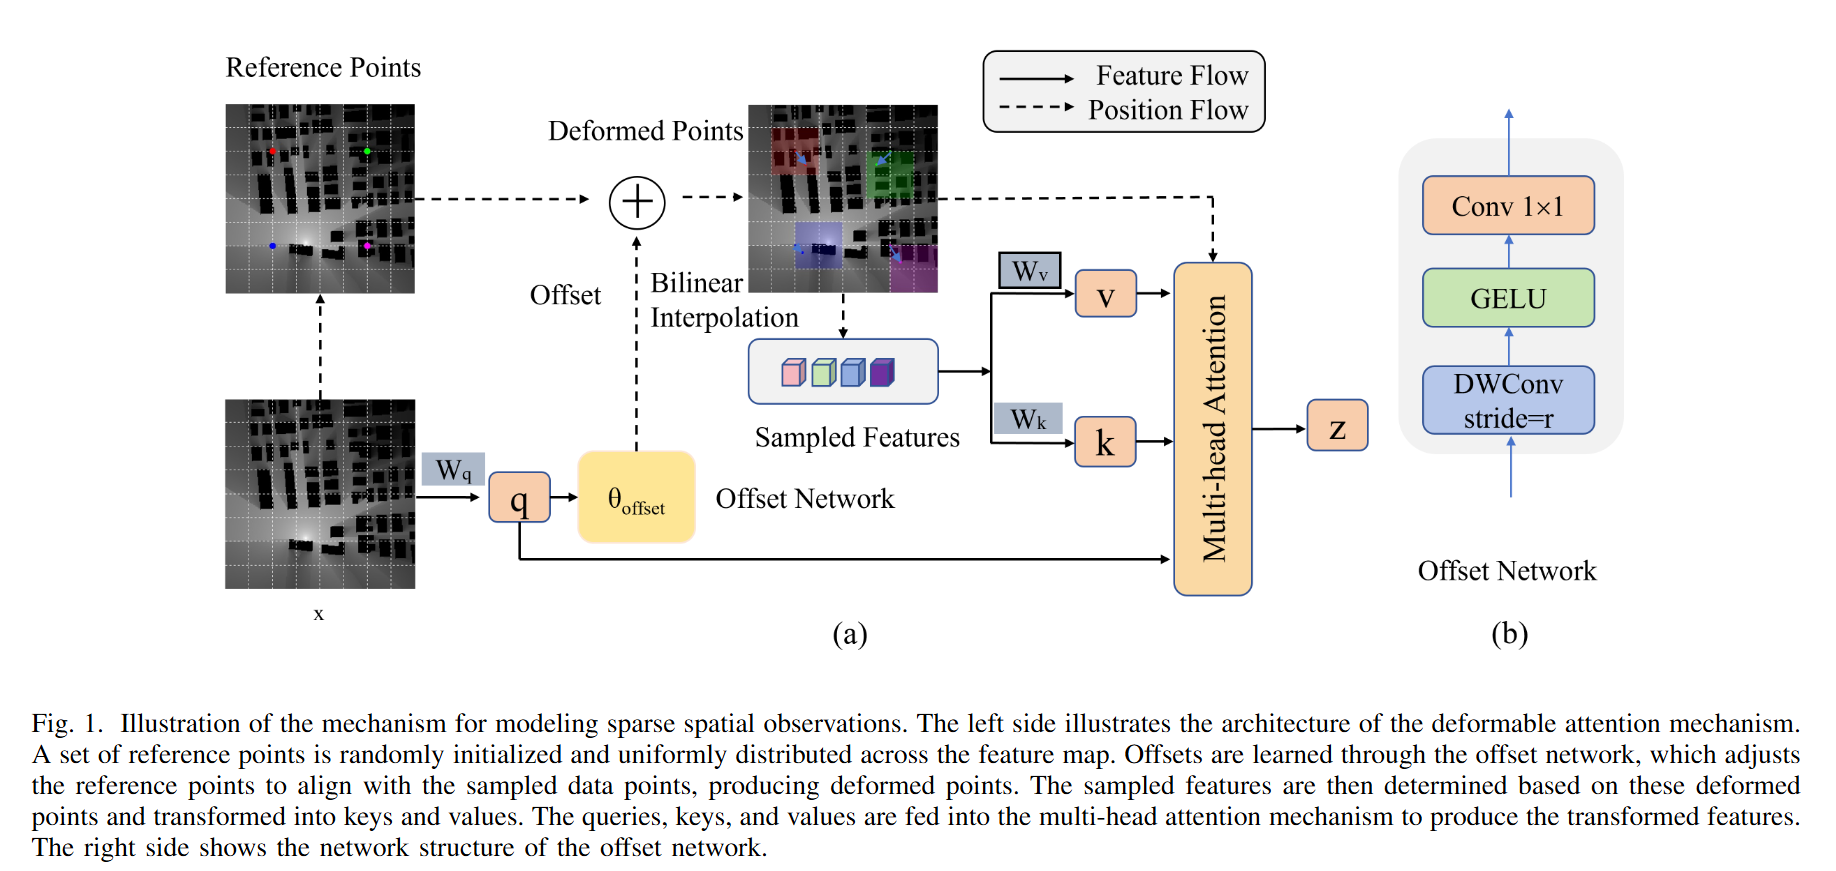 Reference Points
Feature Flow
Position Flow
Deformed Points
Conv 1×1
Offset
Bilinear
Interpolation
Wv
v
GELU
Multi-head Attention
DWConv
stride=r
Sampled Features
Wk
k
z
Wq
q
θoffset
Offset Network
Offset Network
x
(a)
(b)
Fig. 1. Illustration of the mechanism for modeling sparse spatial observations. The left side illustrates the architecture of the deformable attention mechanism.
A set of reference points is randomly initialized and uniformly distributed across the feature map. Offsets are learned through the offset network, which adjusts
the reference points to align with the sampled data points, producing deformed points. The sampled features are then determined based on these deformed
points and transformed into keys and values. The queries, keys, and values are fed into the multi-head attention mechanism to produce the transformed features.
The right side shows the network structure of the offset network.